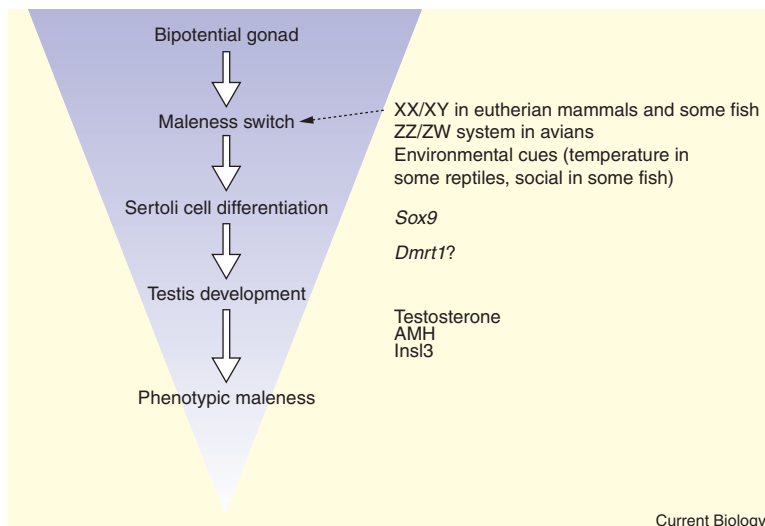 Bipotential gonad
Maleness switch
Sertoli cell differentiation
Testis development
Phenotypic maleness
XX/XY in eutherian mammals and some fish
ZZ/ZW system in avians
Environmental cues (temperature in
some reptiles, social in some fish)
Sox9
Dmrt1?
Testosterone
AMH
Insl3
Current Biology